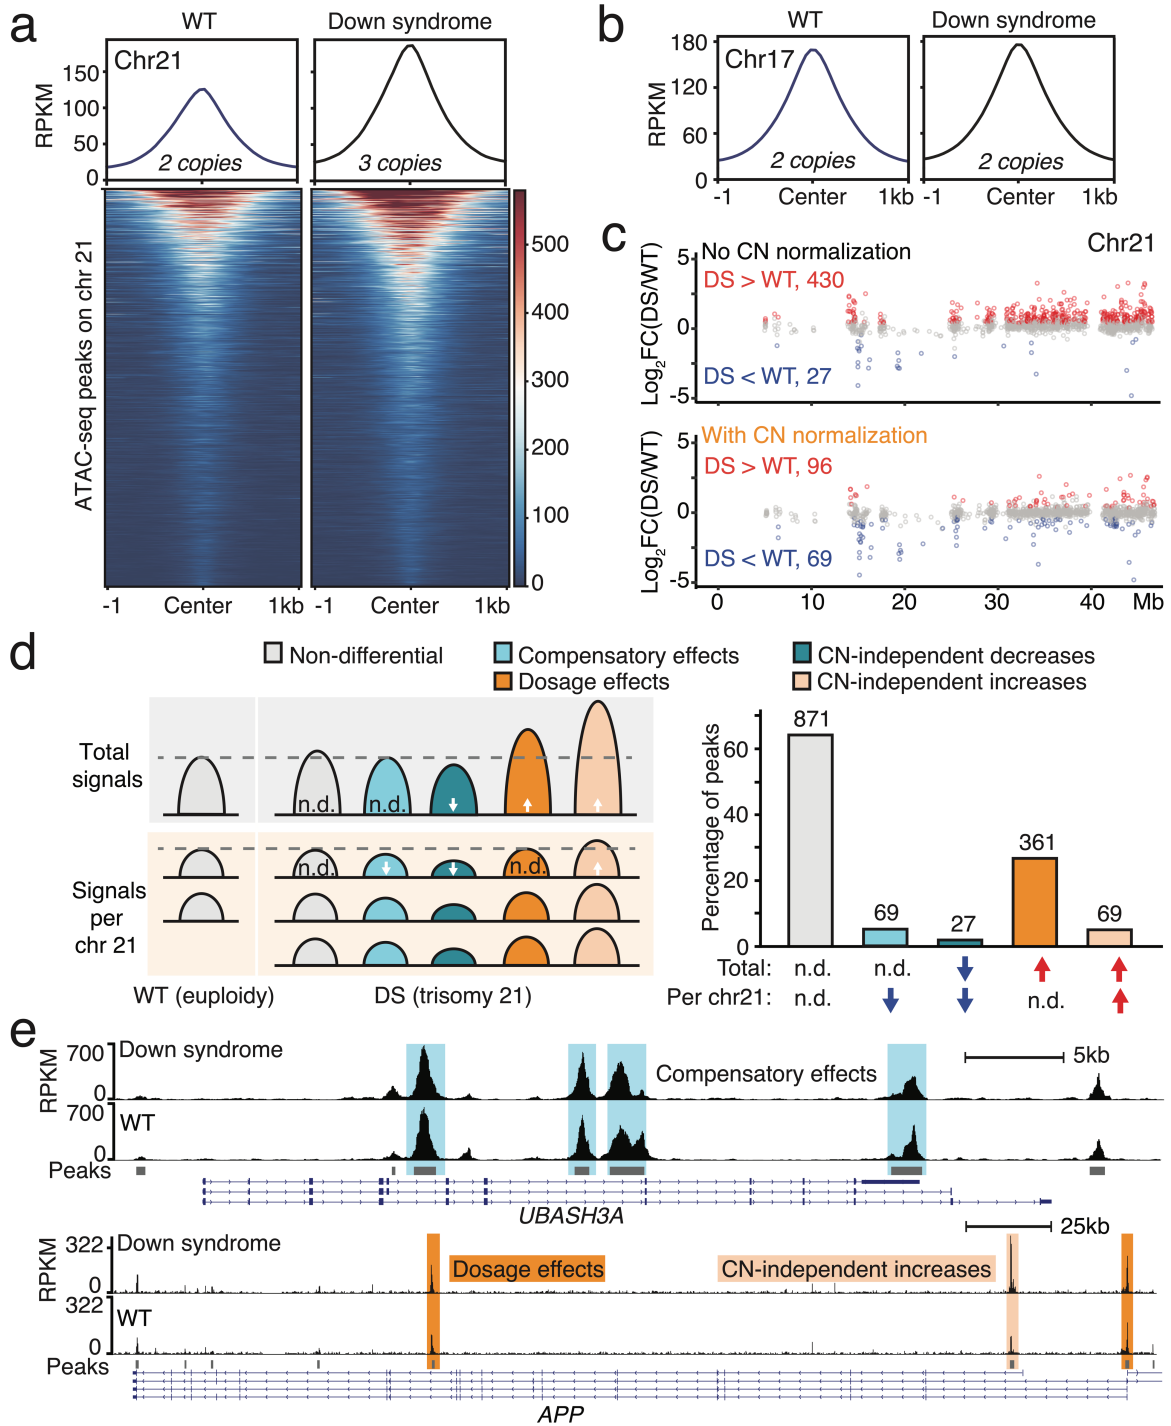 a
WT
Down syndrome
RPKM
150
100
50
0
Chr21
2 copies
3 copies
ATAC-seq peaks on chr 21
500
400
300
200
100
0
-1 Center 1kb -1 Center 1kb
b
WT
Down syndrome
RPKM
180
120
60
0
Chr17
2 copies
2 copies
-1 Center 1kb -1 Center 1kb
c
Log2FC(DS/WT)
5
0
-5
No CN normalization
Chr21
DS > WT, 430
DS < WT, 27
Log2FC(DS/WT)
5
0
-5
With CN normalization
DS > WT, 96
DS < WT, 69
0 10 20 30 40 Mb
d
Non-differential
Compensatory effects
CN-independent decreases
Dosage effects
CN-independent increases
Total
signals
n.d. n.d.
Signals
per
chr 21
n.d. n.d.
WT (euploidy)
DS (trisomy 21)
Percentage of peaks
60
40
20
0
871
69
27
361
69
Total: n.d. n.d.
Per chr21: n.d. n.d.
e
RPKM
700
0
Down syndrome
5kb
Compensatory effects
700
0
WT
Peaks
UBASH3A
25kb
RPKM
322
0
Down syndrome
Dosage effects
CN-independent increases
322
0
WT
Peaks
APP